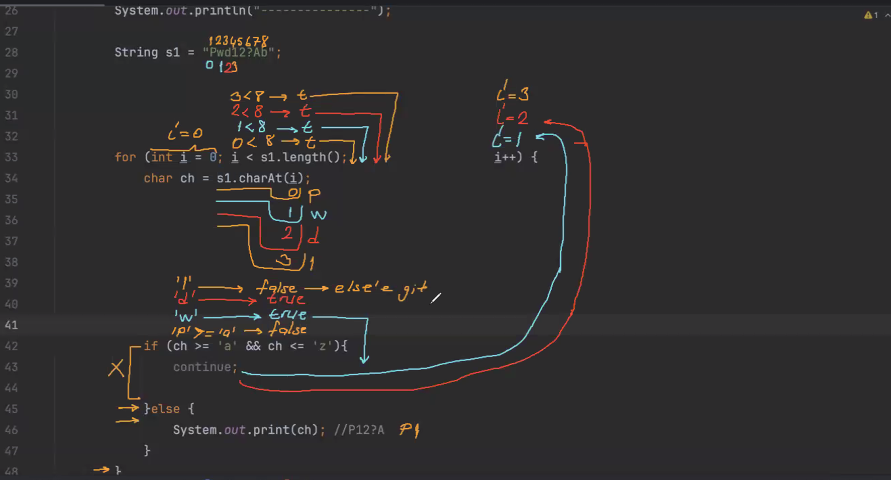 26 System.out.println("---------------"); 1
27
12345678
28 String s1 = "Pwd12?Ab";
29 0 1 2 3
30 3<8 → t i=3
31 2<8 → t i=2
32 i=0 1<8 → t i=1
0<8 → t
33 for (int i = 0; i < s1.length(); i++) {
34 char ch = s1.charAt(i);
35 0 P
36 1 w
37 2 d
38 3 1
39 '1' → false → else'e git
40 'd' → true
41 'w' → true
'P' >= 'a' → false
42 if (ch >= 'a' && ch <= 'z'){
43 X continue;
44
45 }else {
46 System.out.print(ch); //P12?A P1
47 }
48 }